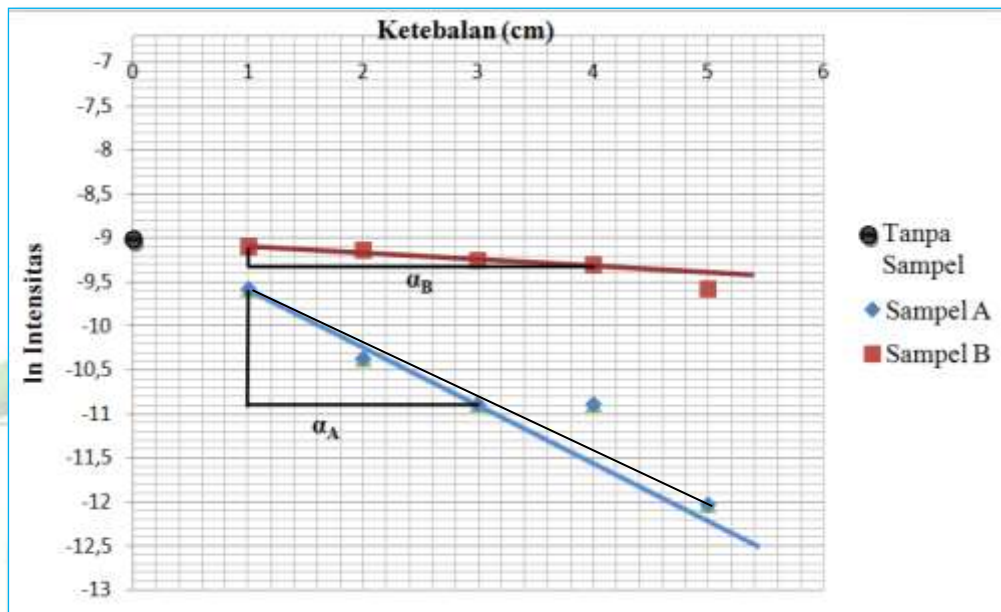 Ketebalan (cm)
0 1 2 3 4 5 6
-7
-7,5
-8
-8,5
-9
-9,5
-10
-10,5
-11
-11,5
-12
-12,5
-13
ln Intensitas
αB
αA
Tanpa
Sampel
Sampel A
Sampel B